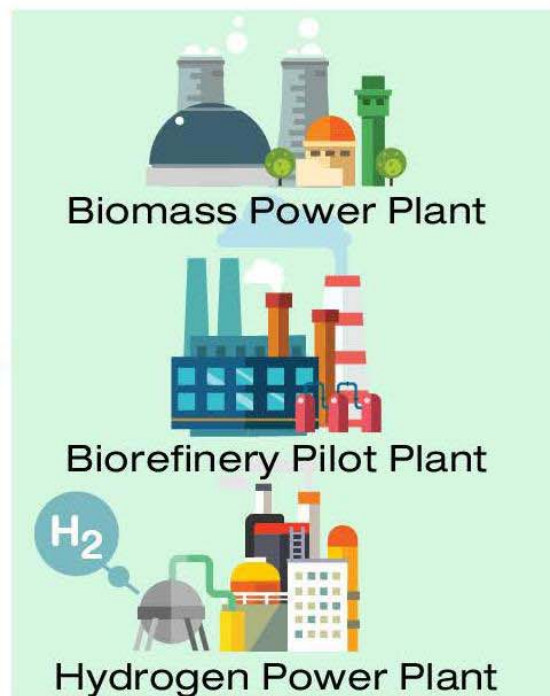 Biomass Power Plant
Biorefinery Pilot Plant
H₂
Hydrogen Power Plant